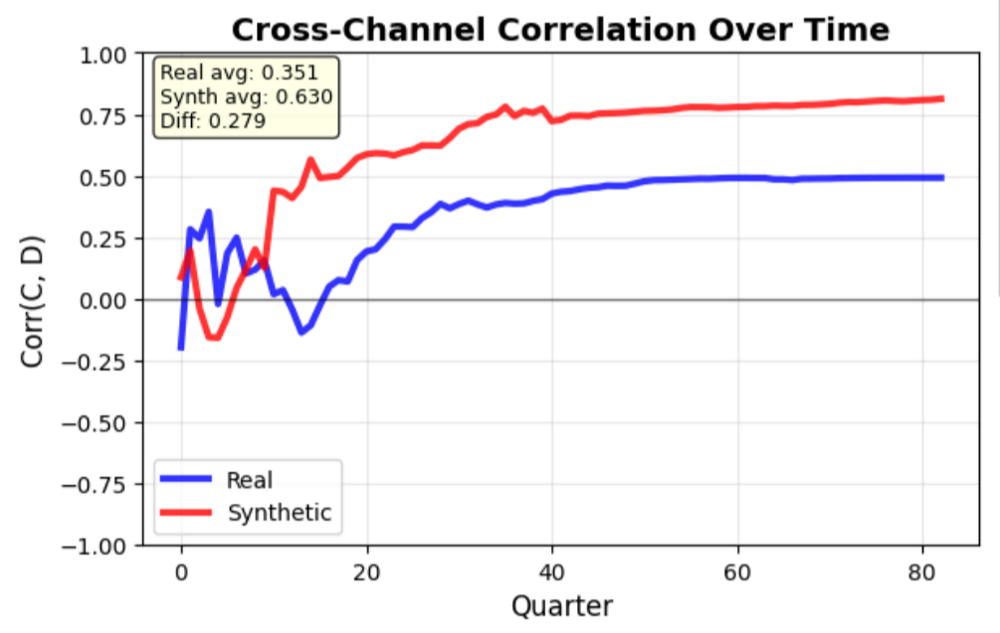 Cross-Channel Correlation Over Time
1.00
0.75
0.50
0.25
0.00
−0.25
−0.50
−0.75
−1.00
Corr(C, D)
Real avg: 0.351
Synth avg: 0.630
Diff: 0.279
Real
Synthetic
0 20 40 60 80
Quarter